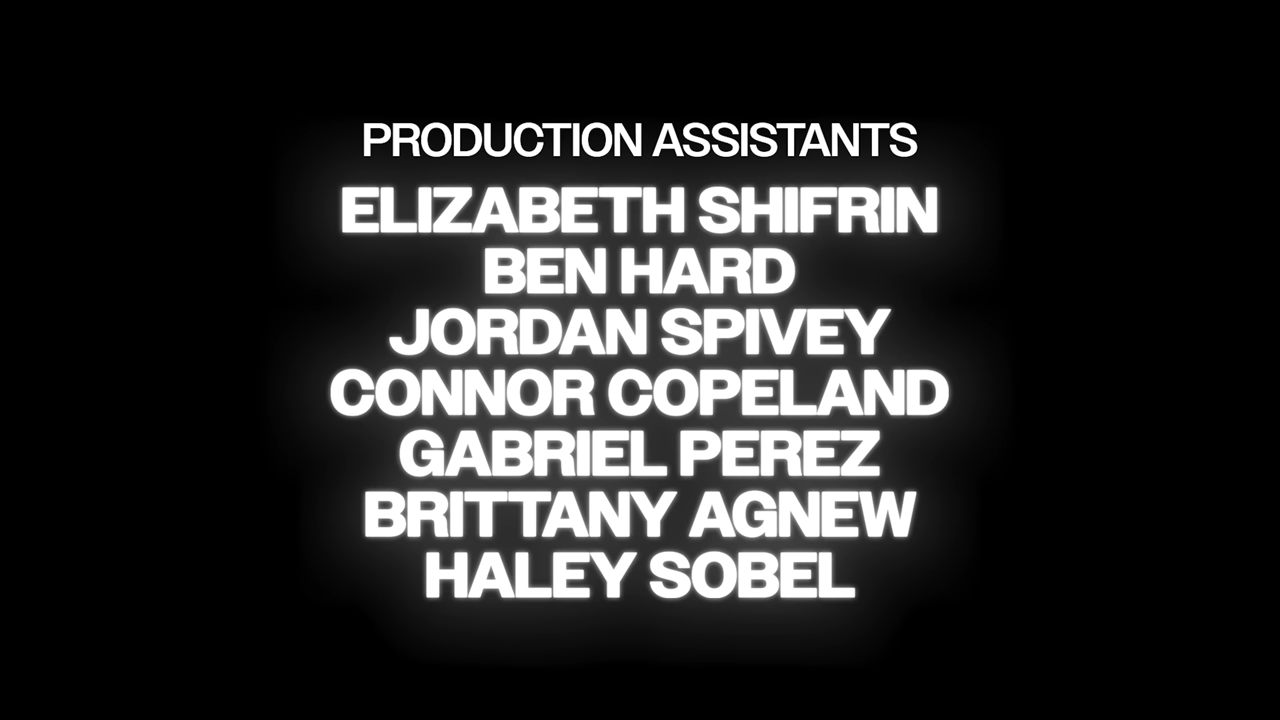 PRODUCTION ASSISTANTS
ELIZABETH SHIFRIN
BEN HARD
JORDAN SPIVEY
CONNOR COPELAND
GABRIEL PEREZ
BRITTANY AGNEW
HALEY SOBEL